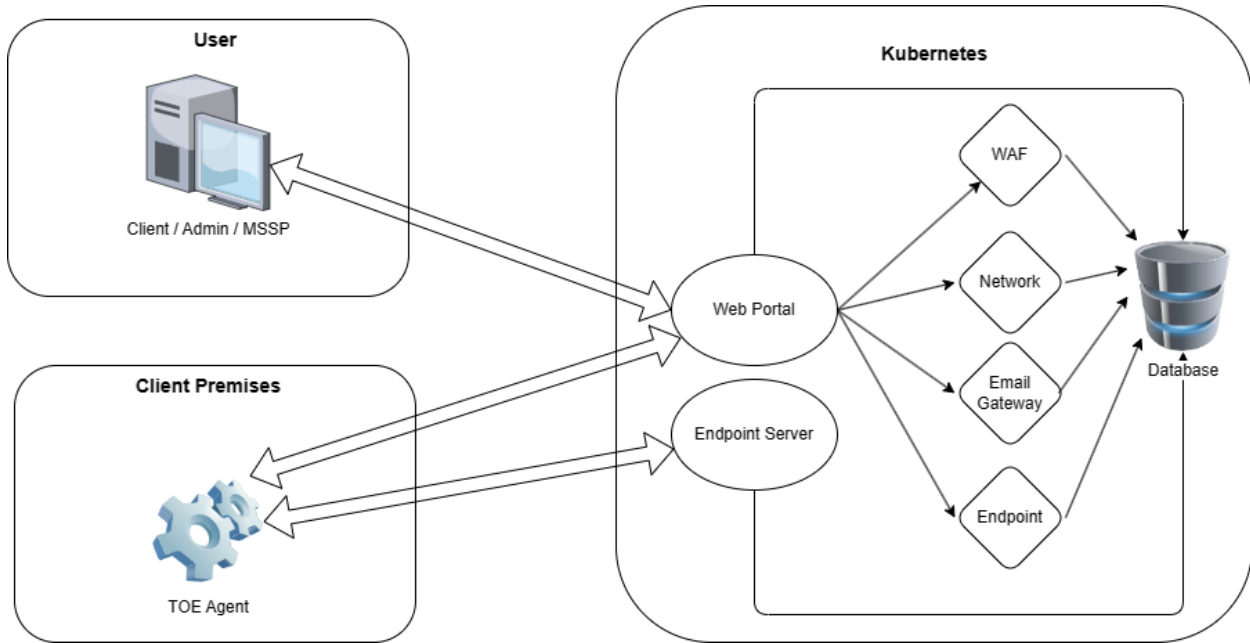 User
Client / Admin / MSSP
Client Premises
TOE Agent
Kubernetes
Web Portal
Endpoint Server
WAF
Network
Email
Gateway
Endpoint
Database